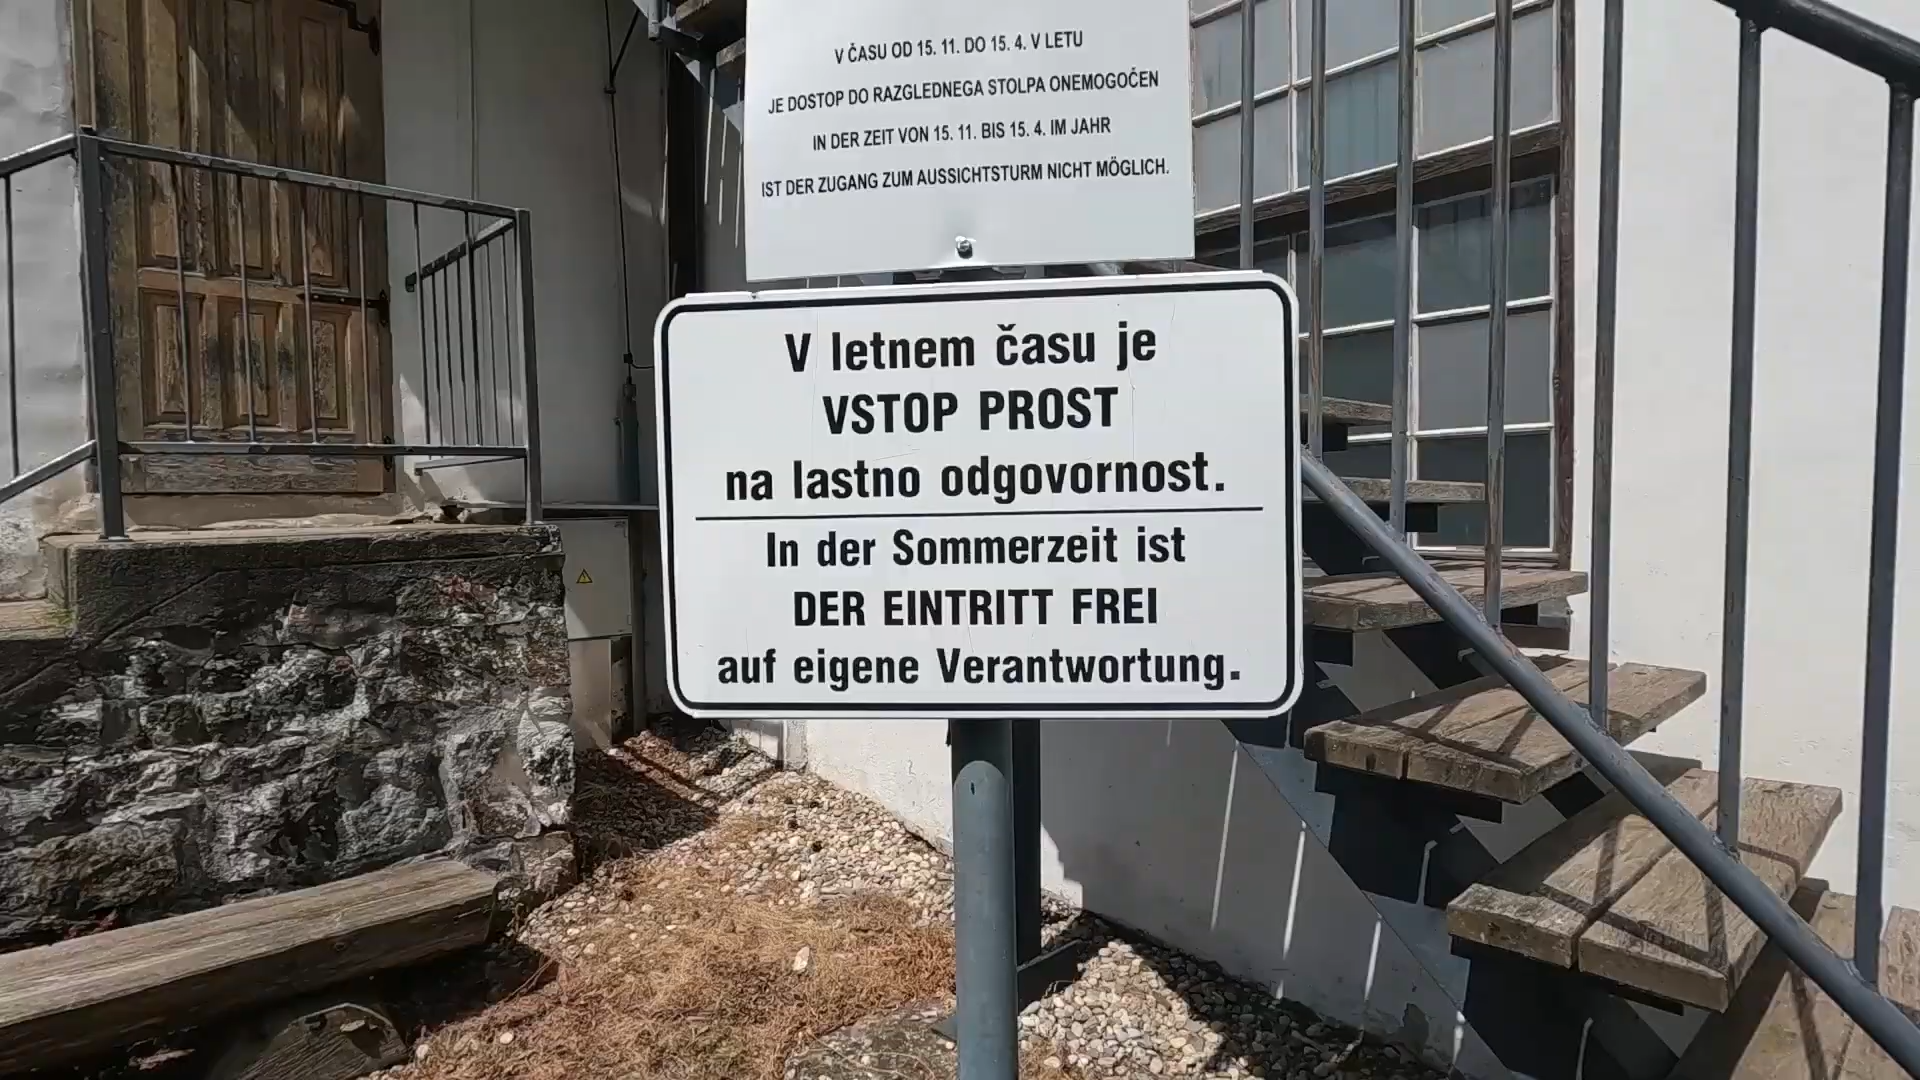 V ČASU OD 15. 11. DO 15. 4. V LETU
JE DOSTOP DO RAZGLEDNEGA STOLPA ONEMOGOČEN
IN DER ZEIT VON 15. 11. BIS 15. 4. IM JAHR
IST DER ZUGANG ZUM AUSSICHTSTURM NICHT MÖGLICH.
V letnem času je
VSTOP PROST
na lastno odgovornost.
In der Sommerzeit ist
DER EINTRITT FREI
auf eigene Verantwortung.